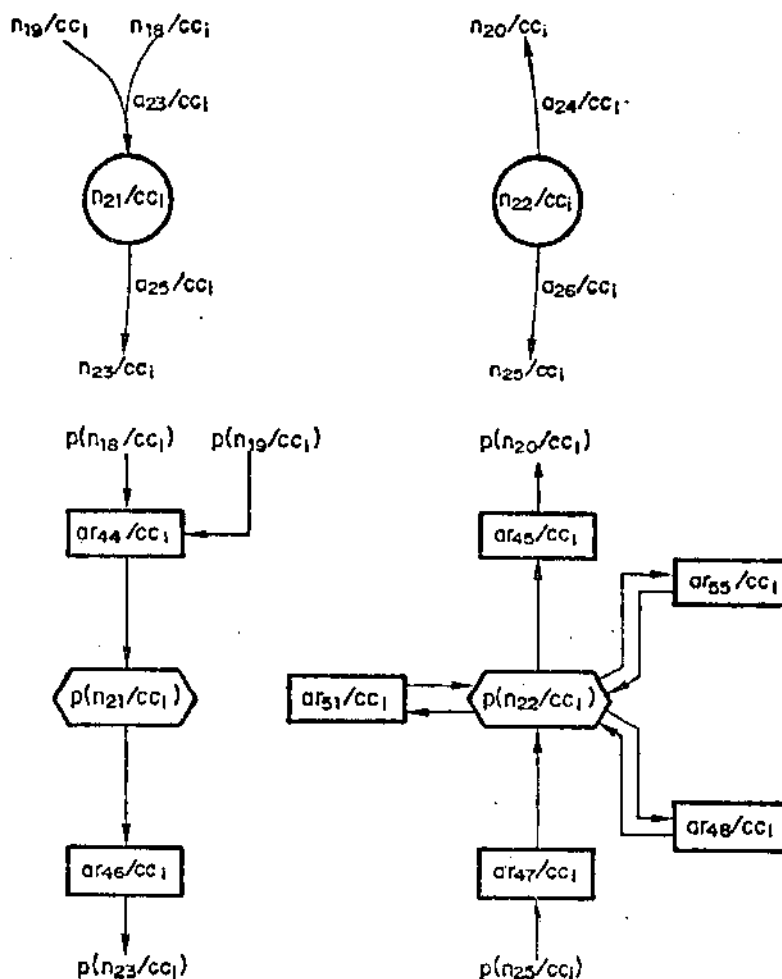 n19/cci n18/cci n20/cci
a23/cci a24/cci
n21/cci n22/cci
a25/cci a26/cci
n23/cci n25/cci
p(n18/cci) p(n19/cci) p(n20/cci)
ar44/cci ar45/cci
ar55/cci
p(n21/cci) ar51/cci p(n22/cci)
ar48/cci
ar46/cci ar47/cci
p(n23/cci) p(n25/cci)